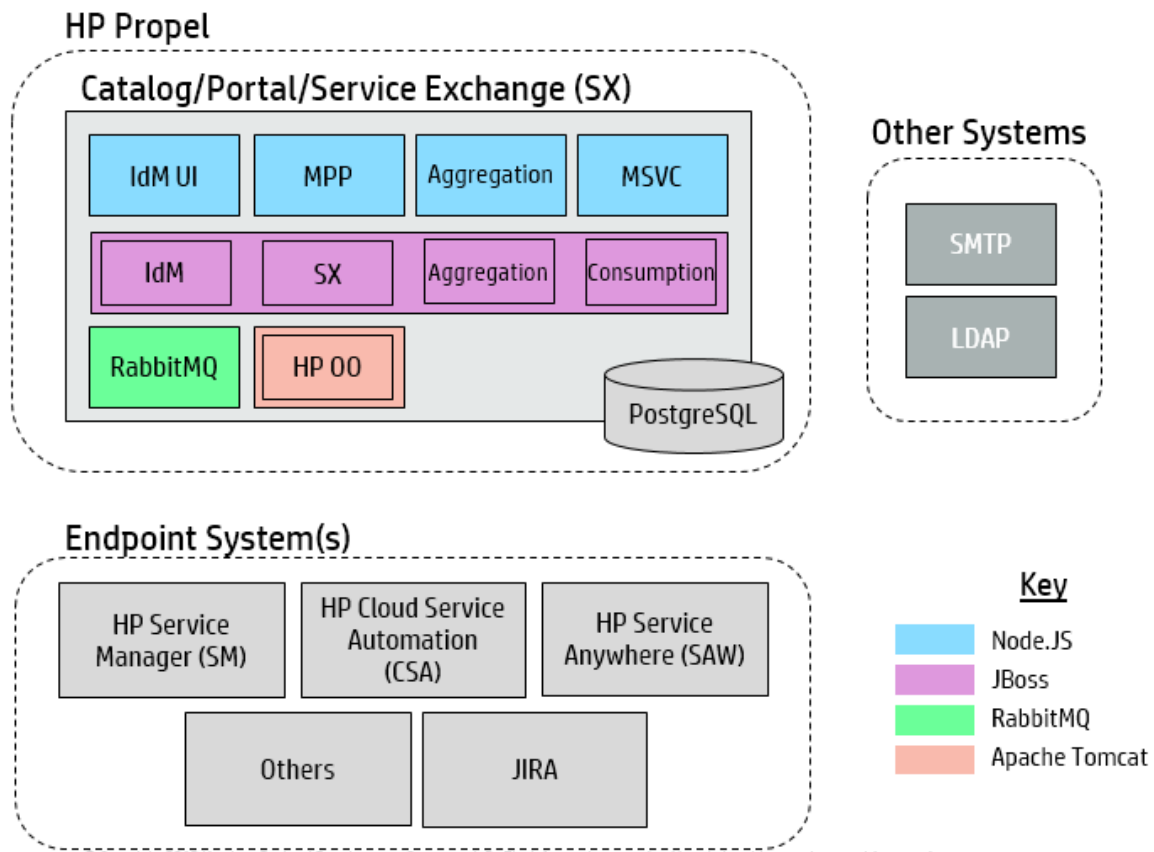 HP Propel
Catalog/Portal/Service Exchange (SX)
IdM UI
MPP
Aggregation
MSVC
IdM
SX
Aggregation
Consumption
RabbitMQ
HP OO
PostgreSQL
Other Systems
SMTP
LDAP
Endpoint System(s)
HP Service
Manager (SM)
HP Cloud Service
Automation
(CSA)
HP Service
Anywhere (SAW)
Others
JIRA
Key
Node.JS
JBoss
RabbitMQ
Apache Tomcat